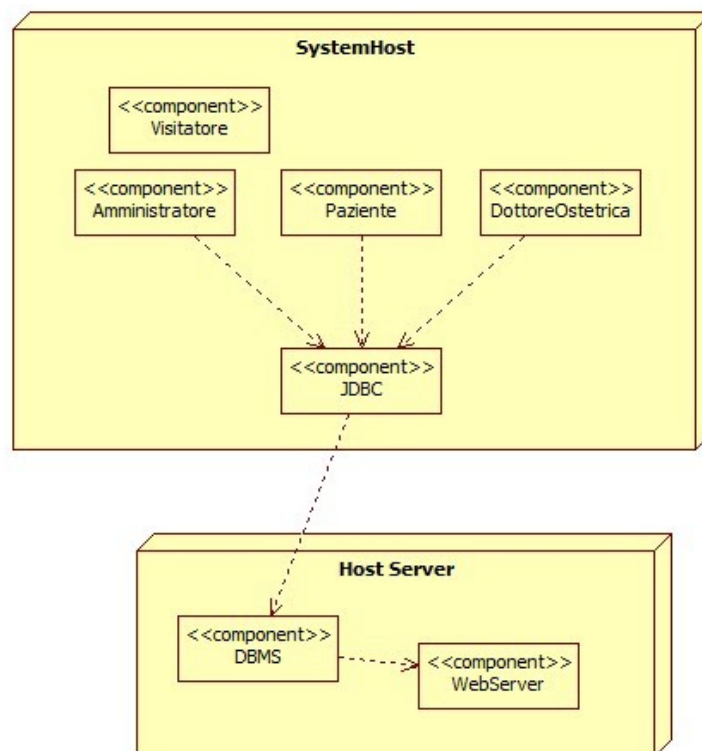 SystemHost
<<component>>
Visitatore
<<component>>
Amministratore
<<component>>
Paziente
<<component>>
DottoreOstetrica
<<component>>
JDBC
Host Server
<<component>>
DBMS
<<component>>
WebServer